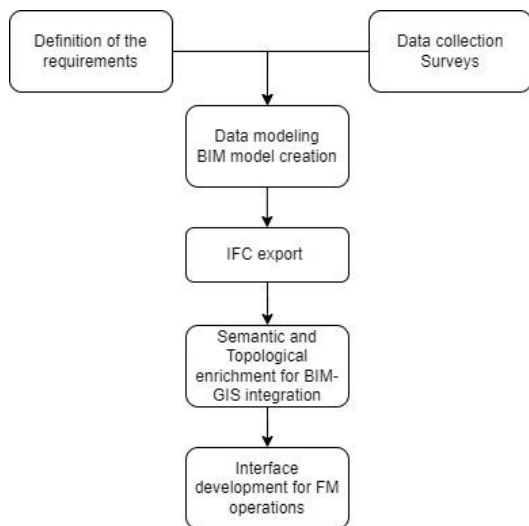 Definition of the
requirements
Data collection
Surveys
Data modeling
BIM model creation
IFC export
Semantic and
Topological
enrichment for BIM-
GIS integration
Interface
development for FM
operations